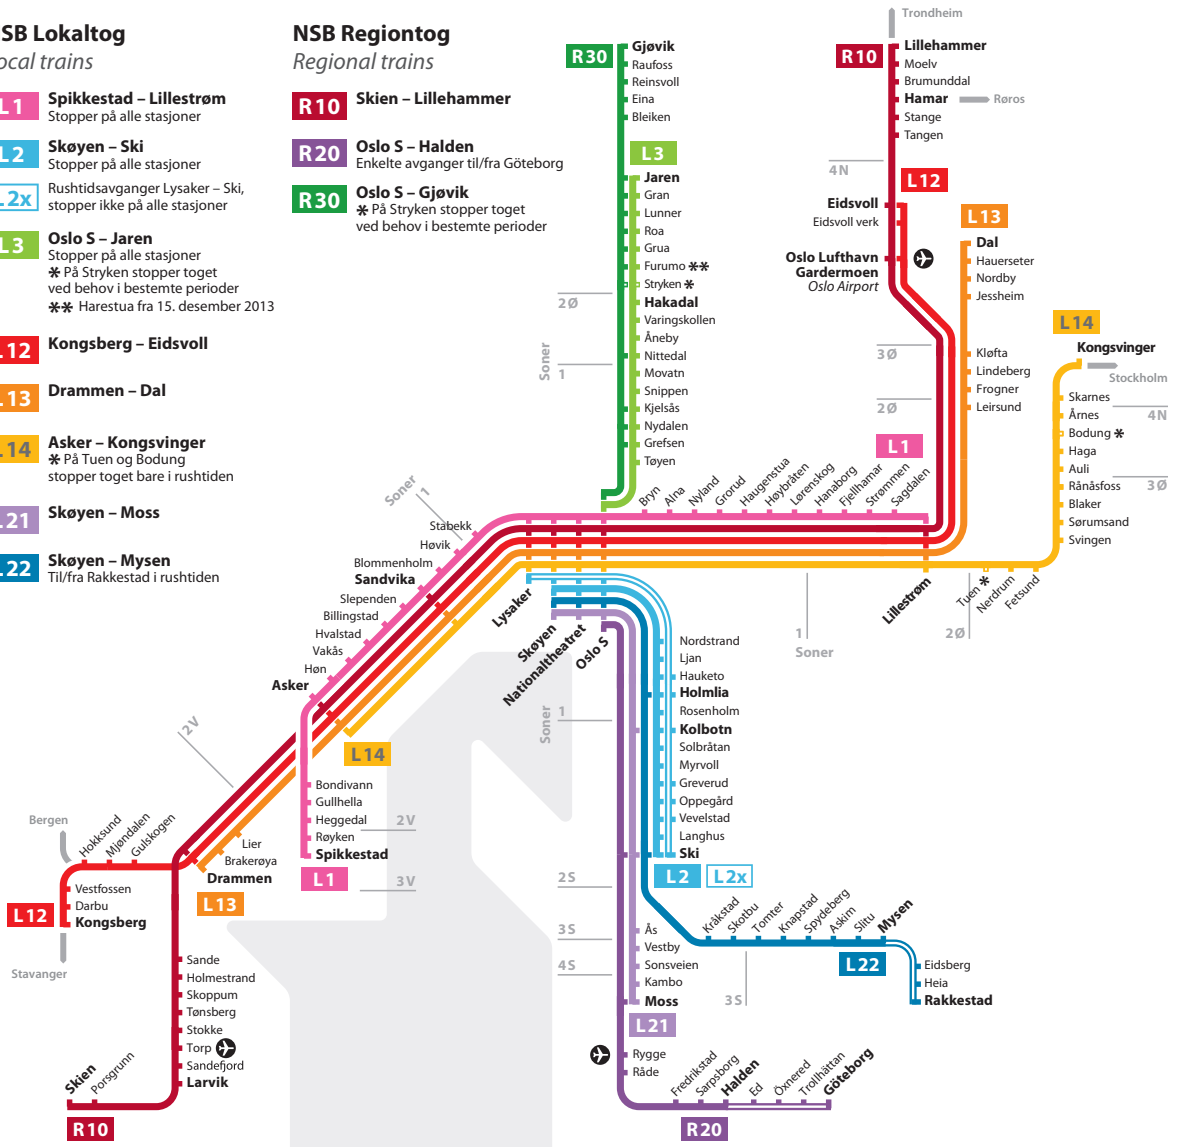 SB Lokaltog
ocal trains
L1
Spikkestad – Lillestrøm
Stopper på alle stasjoner
L2
Skøyen – Ski
Stopper på alle stasjoner
L2x
Rushtidsavganger Lysaker – Ski,
stopper ikke på alle stasjoner
L3
Oslo S – Jaren
Stopper på alle stasjoner
* På Stryken stopper toget
ved behov i bestemte perioder
** Harestua fra 15. desember 2013
L12
Kongsberg – Eidsvoll
L13
Drammen – Dal
L14
Asker – Kongsvinger
* På Tuen og Bodung
stopper toget bare i rushtiden
L21
Skøyen – Moss
L22
Skøyen – Mysen
Til/fra Rakkestad i rushtiden
NSB Regiontog
Regional trains
R10
Skien – Lillehammer
R20
Oslo S – Halden
Enkelte avganger til/fra Göteborg
R30
Oslo S – Gjøvik
* På Stryken stopper toget
ved behov i bestemte perioder
R30
Gjøvik
Raufoss
Reinsvoll
Eina
Bleiken
L3
Jaren
Gran
Lunner
Roa
Grua
Furumo **
Stryken *
2Ø
Hakadal
Varingskollen
Åneby
Nittedal
Soner
1
Movatn
Snippen
Kjelsås
Nydalen
Grefsen
Tøyen
Trondheim
R10
Lillehammer
Moelv
Brumunddal
Hamar
Røros
Stange
Tangen
4N
L12
Eidsvoll
Eidsvoll verk
Oslo Lufthavn
Gardermoen
Oslo Airport
L13
Dal
Hauerseter
Nordby
Jessheim
3Ø
Kløfta
Lindeberg
Frogner
2Ø
Leirsund
L14
Kongsvinger
Stockholm
Skarnes
Årnes
4N
Bodung *
Haga
Auli
Rånåsfoss
3Ø
Blaker
Sørumsand
Svingen
L1
Bryn
Alna
Nyland
Grorud
Haugenstua
Høybråten
Lørenskog
Hanaborg
Fjellhamar
Strømmen
Sagdalen
Lillestrøm
Tuen *
Nerdrum
Fetsund
1
Soner
2Ø
Soner
1
Stabekk
Høvik
Blommenholm
Sandvika
Slependen
Billingstad
Hvalstad
Vakås
Høn
Asker
Lysaker
Skøyen
Nationaltheatret
Oslo S
2V
L14
Bondivann
Gullhella
Heggedal
2V
Røyken
Spikkestad
L1
3V
Bergen
Hokksund
Mjøndalen
Gulskogen
Lier
Brakerøya
Drammen
L13
L12
Vestfossen
Darbu
Kongsberg
Stavanger
Sande
Holmestrand
Skoppum
Tønsberg
Stokke
Torp
Sandefjord
Larvik
Skien
Porsgrunn
R10
Nordstrand
Ljan
Hauketo
Holmlia
Rosenholm
Soner
1
Kolbotn
Solbråtan
Myrvoll
Greverud
Oppegård
Vevelstad
Langhus
Ski
L2
L2x
2S
Ås
3S
Vestby
Sonsveien
4S
Kambo
Moss
L21
Kråkstad
Skotbu
Tomter
Knapstad
Spydeberg
Askim
Slitu
Mysen
L22
3S
Eidsberg
Heia
Rakkestad
Rygge
Råde
Fredrikstad
Sarpsborg
Halden
Ed
Öxnered
Trollhättan
Göteborg
R20